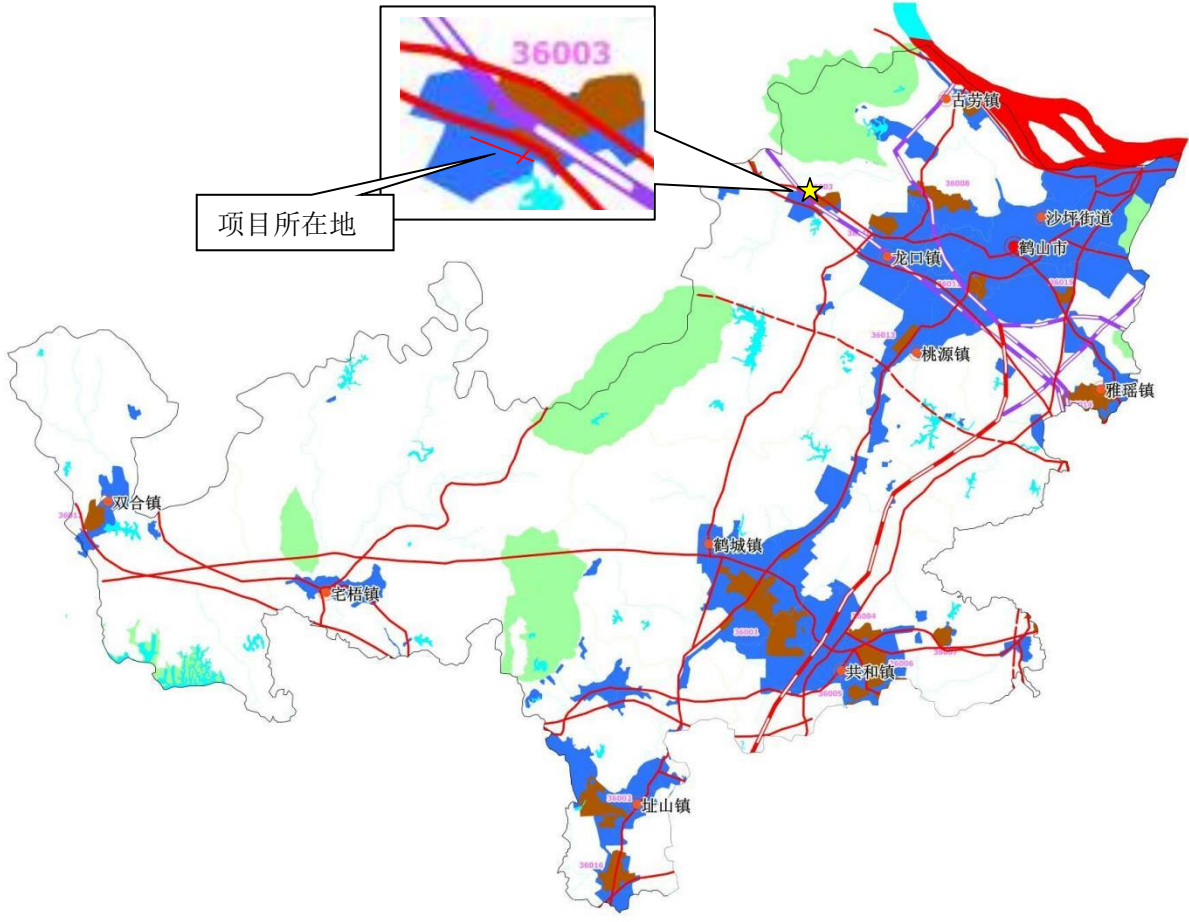 36003
古劳镇
项目所在地
36008
沙坪街道
鹤山市
龙口镇
36015
36013
桃源镇
雅瑶镇
双合镇
鹤城镇
宅梧镇
36004
36001
36006
共和镇
36005
址山镇
36016